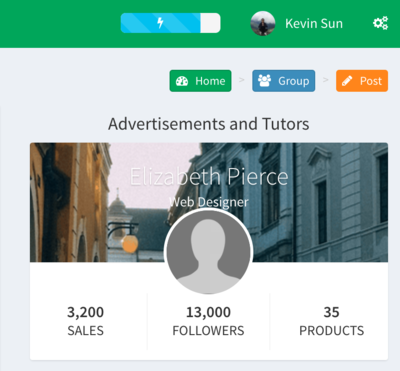 Kevin Sun
Home > Group > Post
Advertisements and Tutors
Elizabeth Pierce
Web Designer
3,200 13,000 35
SALES FOLLOWERS PRODUCTS